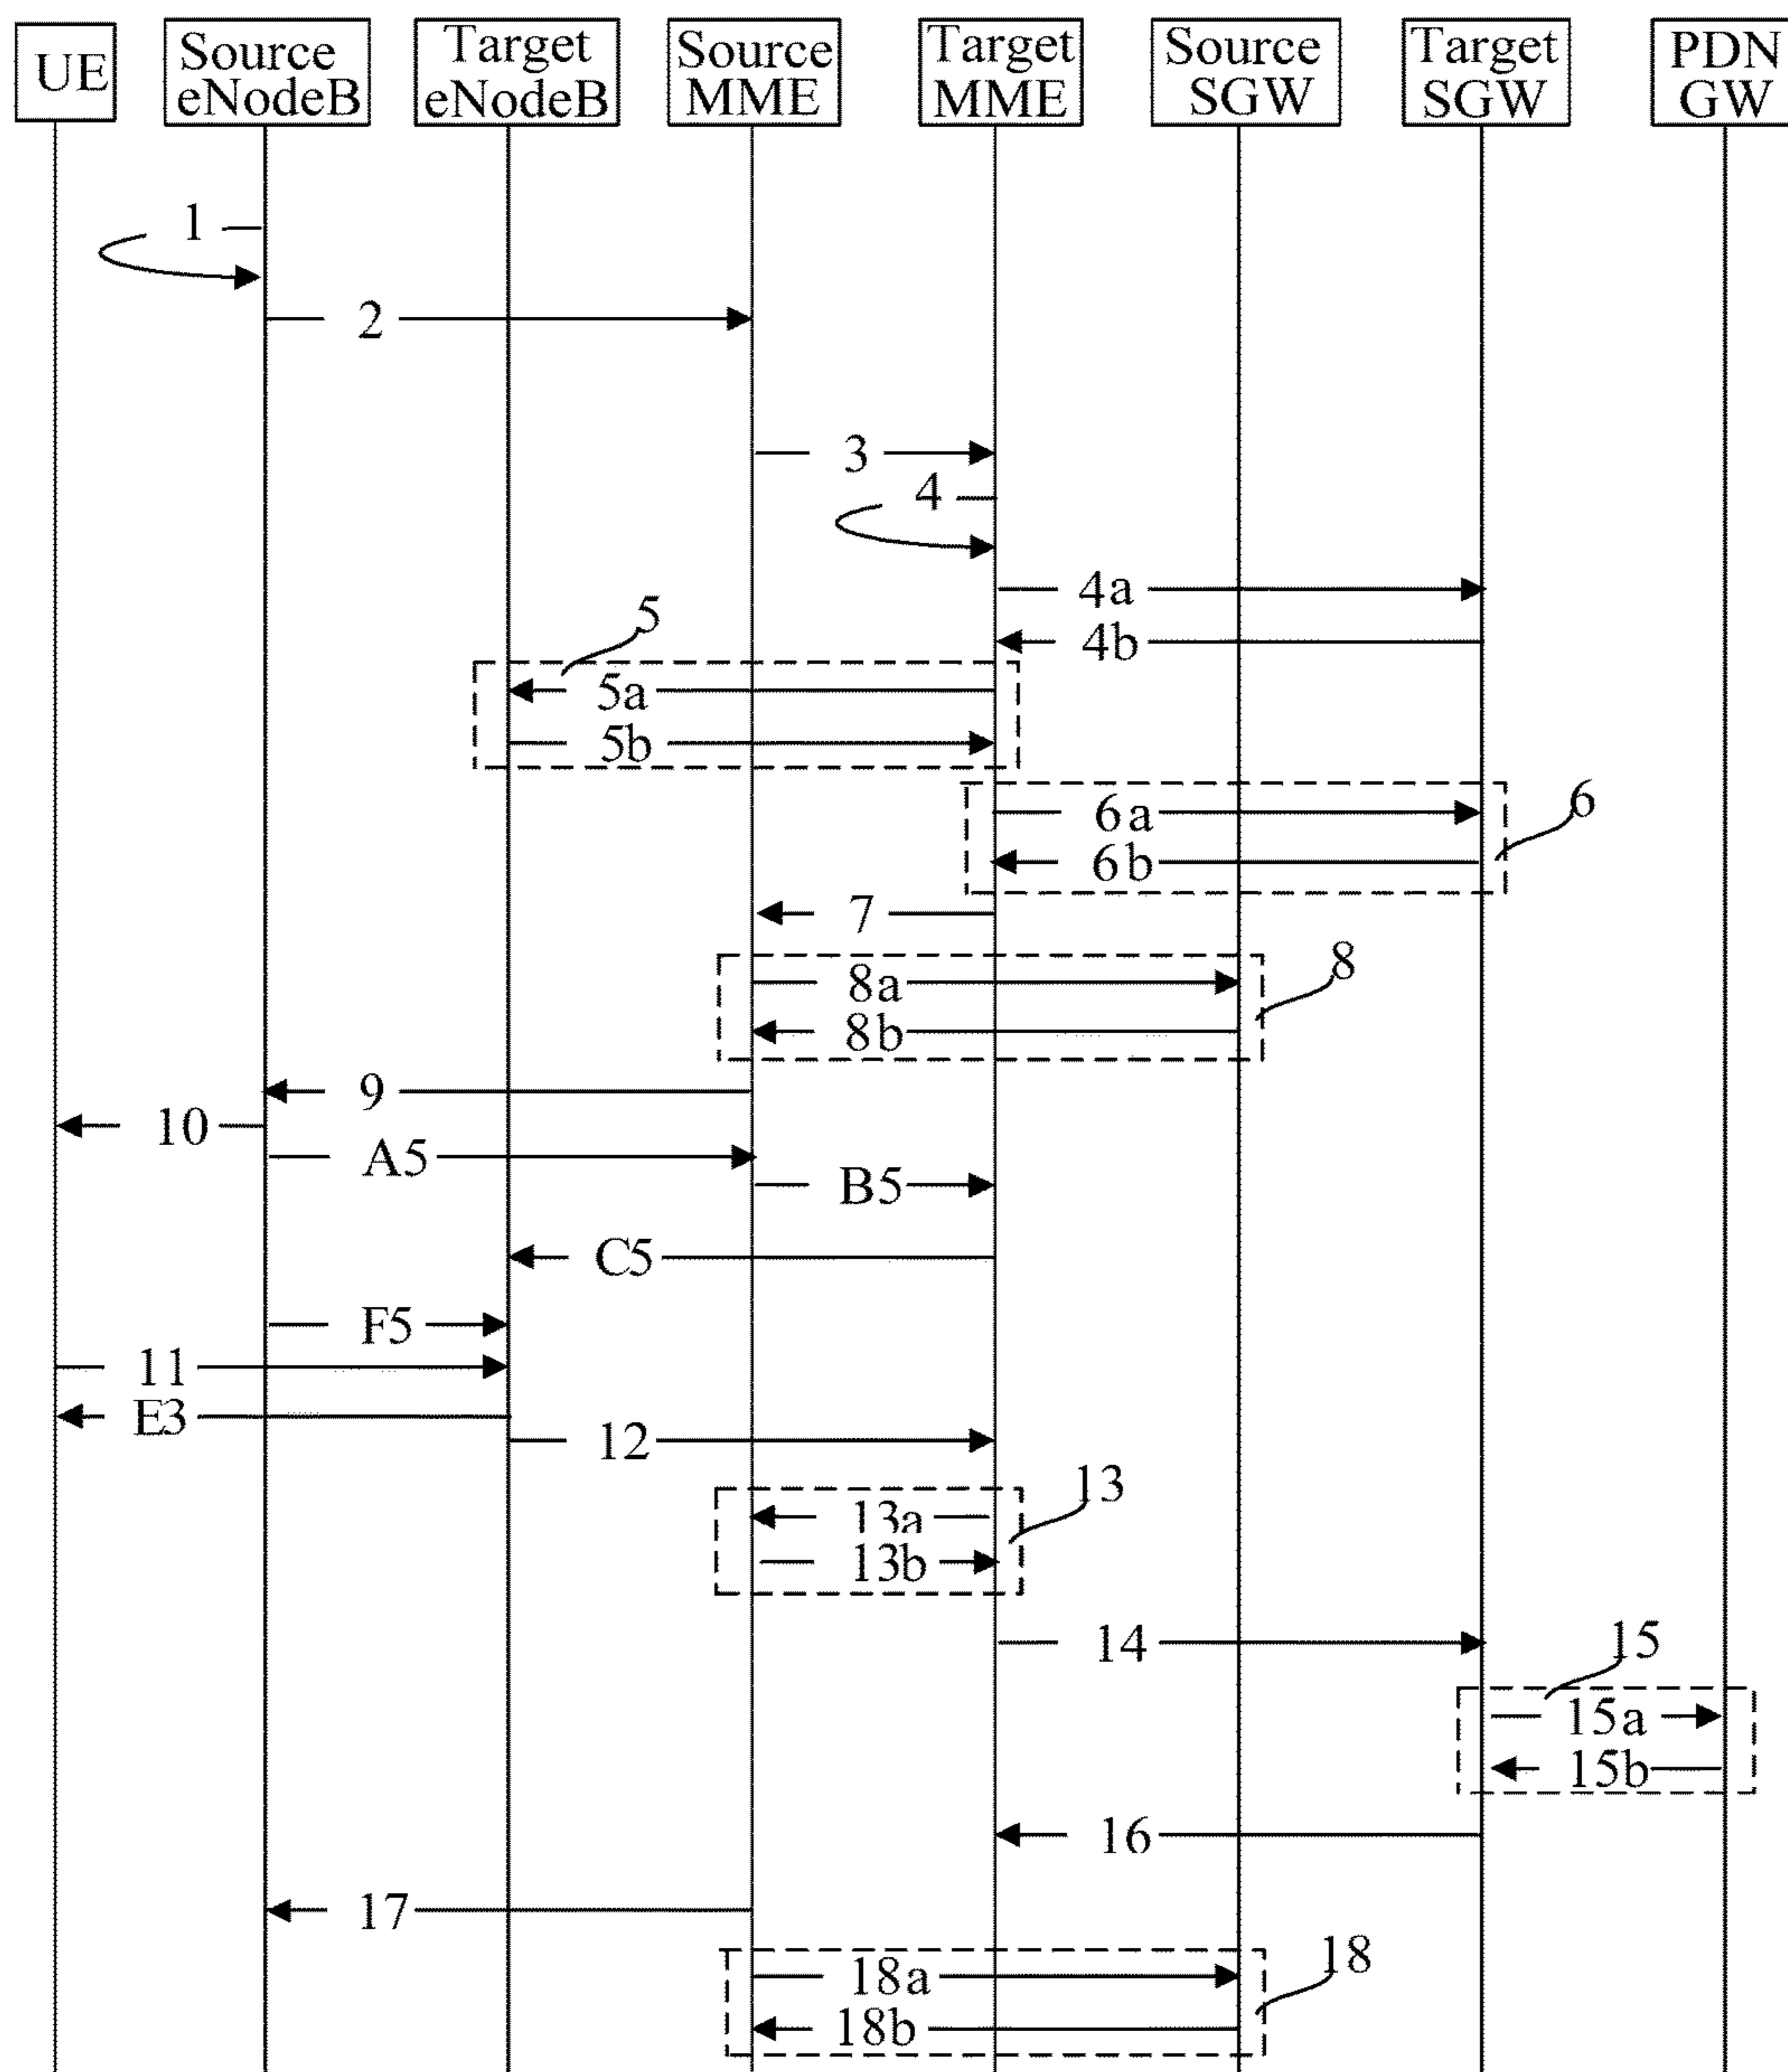 UE
Source
eNodeB
Target
eNodeB
Source
MME
Target
MME
Source
SGW
Target
SGW
PDN
GW
1
2
3
4
4a
4b
5
5a
5b
6
6a
6b
7
8
8a
8b
9
10
A5
B5
C5
F5
11
E3
12
13
13a
13b
14
15
15a
15b
16
17
18
18a
18b